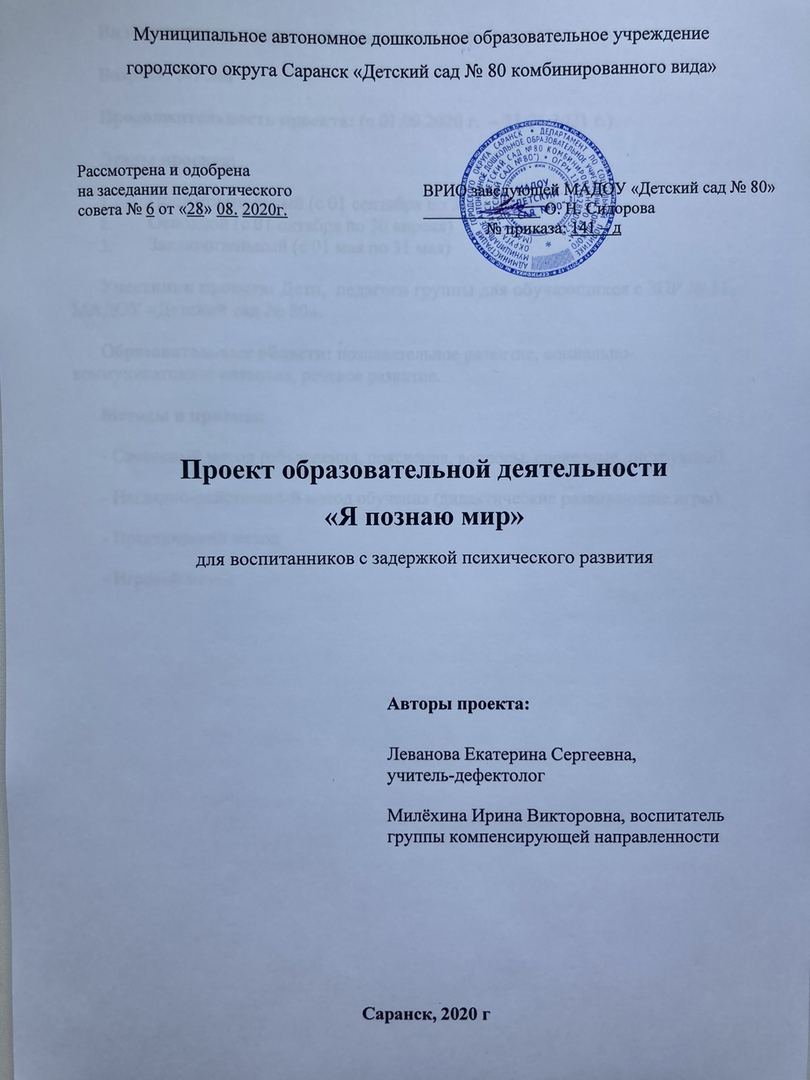 Муниципальное автономное дошкольное образовательное учреждение
городского округа Саранск «Детский сад № 80 комбинированного вида»
Рассмотрена и одобрена
на заседании педагогического
совета № 6 от «28» 08. 2020г.
ВРИО заведующей МАДОУ «Детский сад № 80»
О. Н. Сидорова
№ приказа: 141 – д
Проект образовательной деятельности
«Я познаю мир»
для воспитанников с задержкой психического развития
Авторы проекта:
Леванова Екатерина Сергеевна,
учитель-дефектолог
Милёхина Ирина Викторовна, воспитатель
группы компенсирующей направленности
Саранск, 2020 г